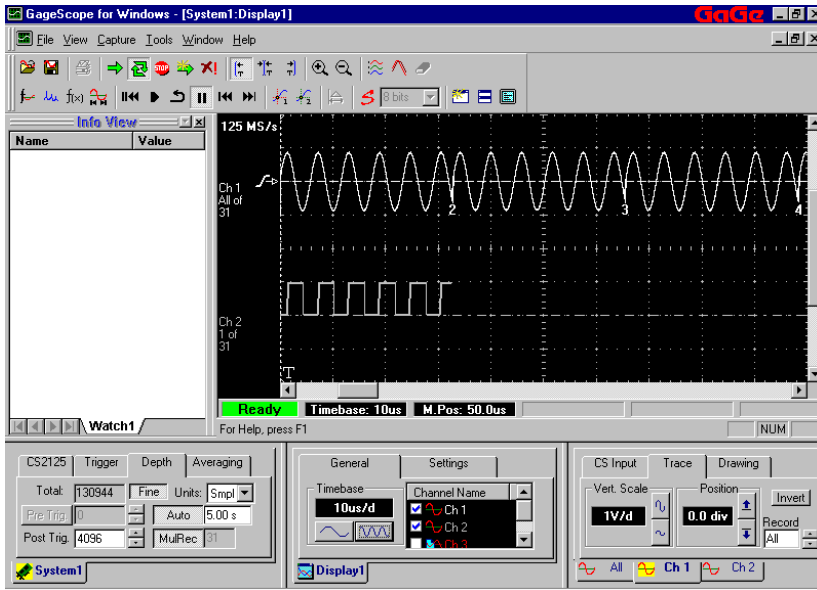 GageScope for Windows - [System1:Display1]
GaGe
File View Capture Tools Window Help
f(x)
1 2
8 bits
Info View
Name Value
125 MS/s
Ch 1
All of
31
2 3 4
Ch 2
1 of
31
T
Ready Timebase: 10us M.Pos: 50.0us
Watch1
For Help, press F1
NUM
CS2125 Trigger Depth Averaging
Total: 130944 Fine Units: Smpl
Pre Trig. 0 Auto 5.00 s
Post Trig. 4096 MulRec 31
System1
General Settings
Timebase
10us/d
Channel Name
Ch 1
Ch 2
Ch 3
Display1
CS Input Trace Drawing
Vert. Scale Position
1V/d 0.0 div Invert
Record
All
All Ch 1 Ch 2